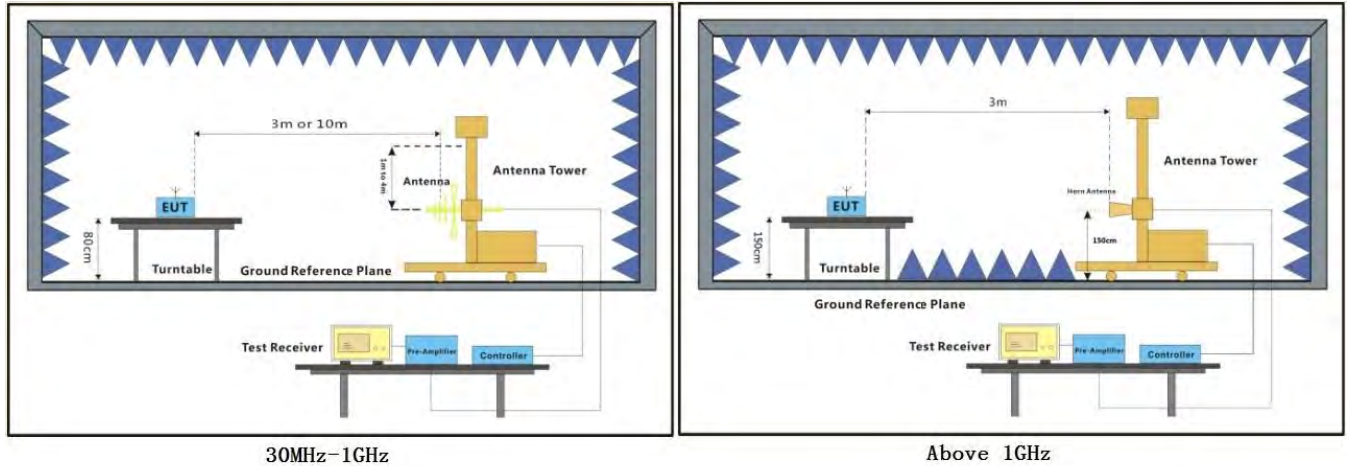 3m or 10m
1m to 4m
Antenna
Antenna Tower
EUT
80cm
Turntable
Ground Reference Plane
Test Receiver
Pre-Amplifier
Controller
30MHz-1GHz
3m
Antenna Tower
Horn Antenna
EUT
150cm
150cm
Turntable
Ground Reference Plane
Test Receiver
Pre-Amplifier
Controller
Above 1GHz